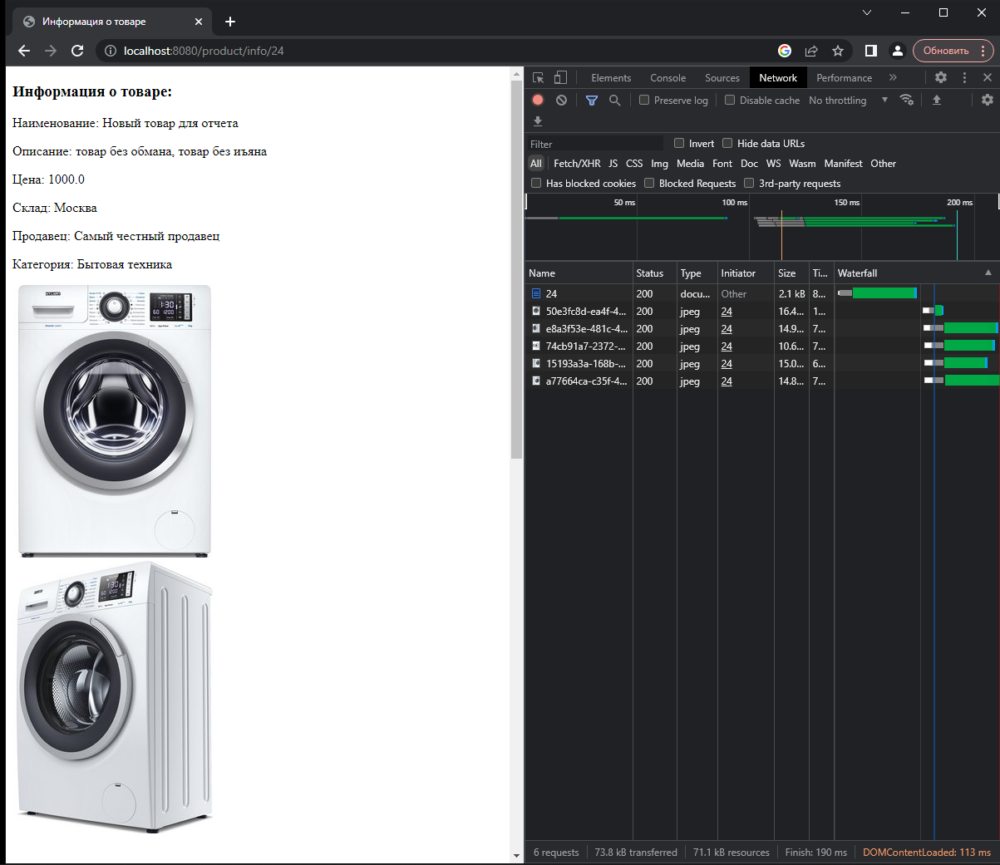 Информация о товаре
localhost:8080/product/info/24
Обновить
Информация о товаре:
Наименование: Новый товар для отчета
Описание: товар без обмана, товар без иъяна
Цена: 1000.0
Склад: Москва
Продавец: Самый честный продавец
Категория: Бытовая техника
ATLANT
1:30
60 1200
1:30
Elements Console Sources Network Performance »
Preserve log Disable cache No throttling
Filter Invert Hide data URLs
All Fetch/XHR JS CSS Img Media Font Doc WS Wasm Manifest Other
Has blocked cookies Blocked Requests 3rd-party requests
50 ms 100 ms 150 ms 200 ms
Name Status Type Initiator Size Ti... Waterfall
24 200 docu... Other 2.1 kB 8...
50e3fc8d-ea4f-4... 200 jpeg 24 16.4... 1...
e8a3f53e-481c-4... 200 jpeg 24 14.9... 7...
74cb91a7-2372-... 200 jpeg 24 10.6... 7...
15193a3a-168b-... 200 jpeg 24 15.0... 6...
a77664ca-c35f-4... 200 jpeg 24 14.8... 7...
6 requests 73.8 kB transferred 71.1 kB resources Finish: 190 ms DOMContentLoaded: 113 ms